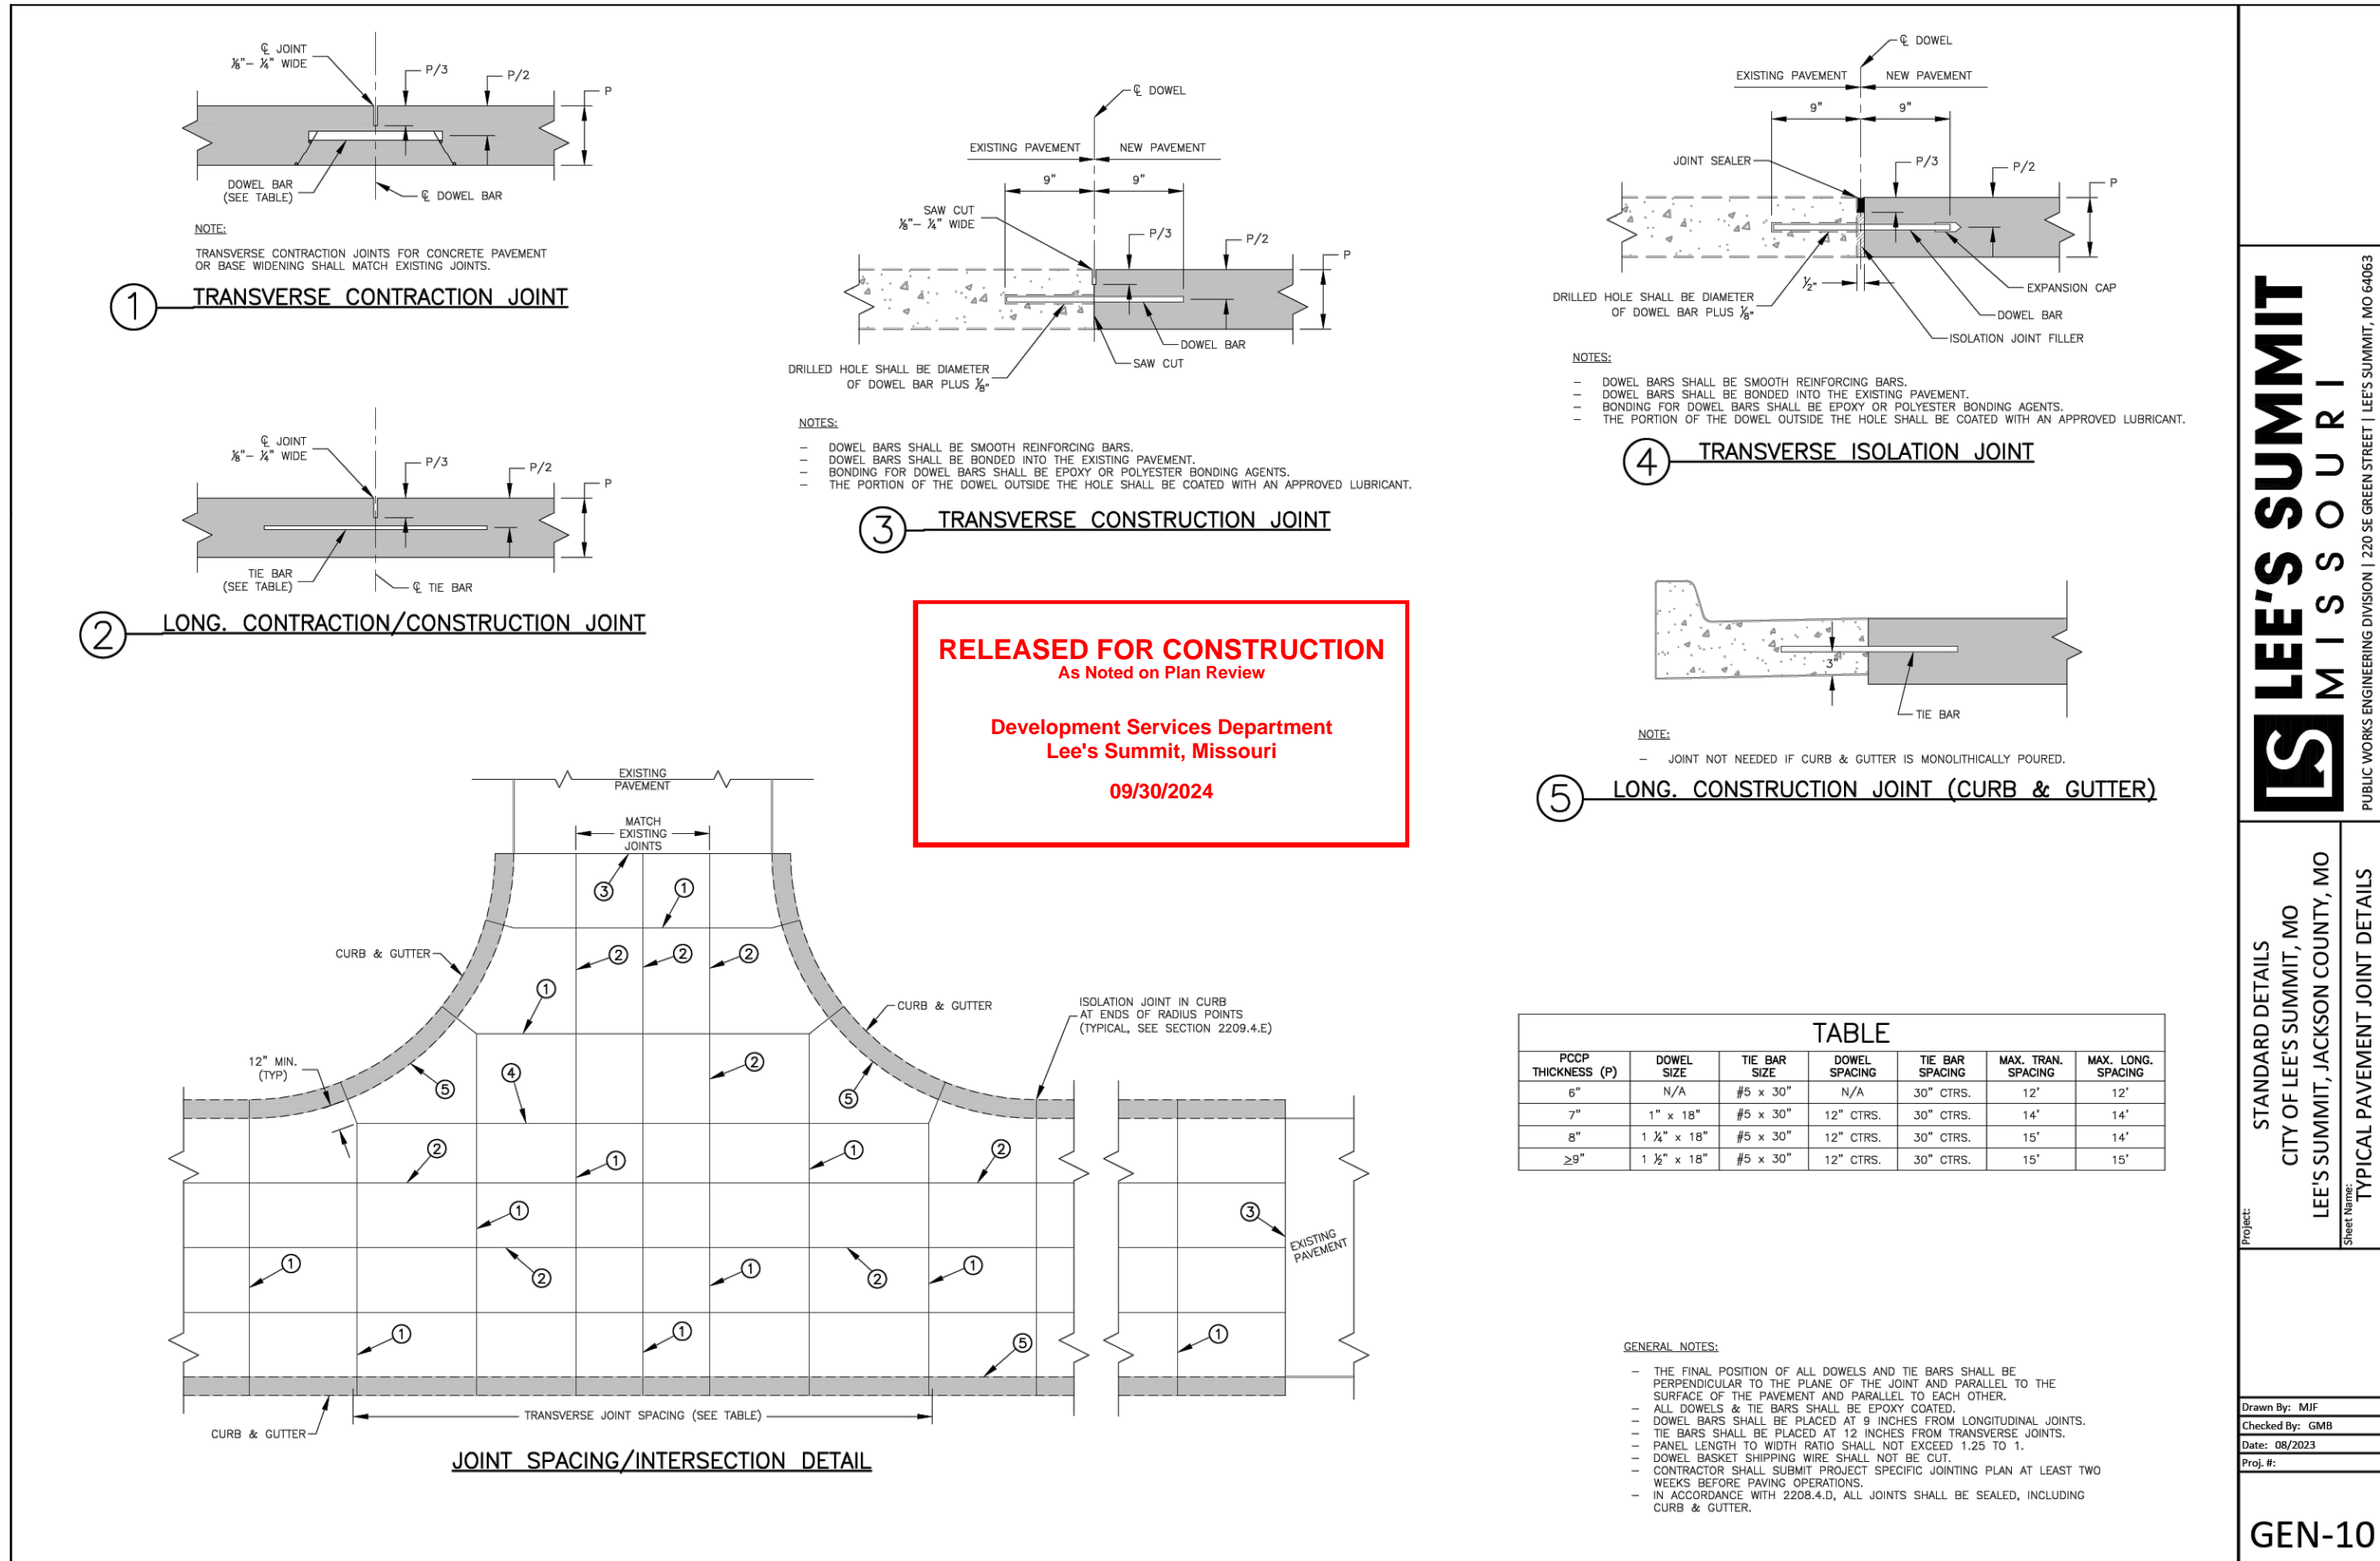 ℄ JOINT
⅛"– ¼" WIDE
P/3
P/2
P
DOWEL BAR
(SEE TABLE)
℄ DOWEL BAR
NOTE:
TRANSVERSE CONTRACTION JOINTS FOR CONCRETE PAVEMENT
OR BASE WIDENING SHALL MATCH EXISTING JOINTS.
1 TRANSVERSE CONTRACTION JOINT
℄ JOINT
⅛"– ¼" WIDE
P/3
P/2
P
TIE BAR
(SEE TABLE)
℄ TIE BAR
2 LONG. CONTRACTION/CONSTRUCTION JOINT
℄ DOWEL
EXISTING PAVEMENT NEW PAVEMENT
9" 9"
SAW CUT
⅛"– ¼" WIDE
P/3
P/2
P
DOWEL BAR
SAW CUT
DRILLED HOLE SHALL BE DIAMETER
OF DOWEL BAR PLUS ⅛"
NOTES:
– DOWEL BARS SHALL BE SMOOTH REINFORCING BARS.
– DOWEL BARS SHALL BE BONDED INTO THE EXISTING PAVEMENT.
– BONDING FOR DOWEL BARS SHALL BE EPOXY OR POLYESTER BONDING AGENTS.
– THE PORTION OF THE DOWEL OUTSIDE THE HOLE SHALL BE COATED WITH AN APPROVED LUBRICANT.
3 TRANSVERSE CONSTRUCTION JOINT
℄ DOWEL
EXISTING PAVEMENT NEW PAVEMENT
9" 9"
JOINT SEALER
P/3
P/2
P
½"
DRILLED HOLE SHALL BE DIAMETER
OF DOWEL BAR PLUS ⅛"
EXPANSION CAP
DOWEL BAR
ISOLATION JOINT FILLER
NOTES:
– DOWEL BARS SHALL BE SMOOTH REINFORCING BARS.
– DOWEL BARS SHALL BE BONDED INTO THE EXISTING PAVEMENT.
– BONDING FOR DOWEL BARS SHALL BE EPOXY OR POLYESTER BONDING AGENTS.
– THE PORTION OF THE DOWEL OUTSIDE THE HOLE SHALL BE COATED WITH AN APPROVED LUBRICANT.
4 TRANSVERSE ISOLATION JOINT
3"
TIE BAR
NOTE:
– JOINT NOT NEEDED IF CURB & GUTTER IS MONOLITHICALLY POURED.
5 LONG. CONSTRUCTION JOINT (CURB & GUTTER)
RELEASED FOR CONSTRUCTION
As Noted on Plan Review
Development Services Department
Lee's Summit, Missouri
09/30/2024
EXISTING
PAVEMENT
MATCH
EXISTING
JOINTS
3
1
2 2 2
CURB & GUTTER
1
CURB & GUTTER
ISOLATION JOINT IN CURB
AT ENDS OF RADIUS POINTS
(TYPICAL, SEE SECTION 2209.4.E)
12" MIN.
(TYP)
5
4
2
5
2
1
1
2
1
3
EXISTING
PAVEMENT
1
2
1
2
1
1
1
5
1
TRANSVERSE JOINT SPACING (SEE TABLE)
CURB & GUTTER
JOINT SPACING/INTERSECTION DETAIL
TABLE
PCCP THICKNESS (P) DOWEL SIZE TIE BAR SIZE DOWEL SPACING TIE BAR SPACING MAX. TRAN. SPACING MAX. LONG. SPACING
6" N/A #5 x 30" N/A 30" CTRS. 12' 12'
7" 1" x 18" #5 x 30" 12" CTRS. 30" CTRS. 14' 14'
8" 1 ¼" x 18" #5 x 30" 12" CTRS. 30" CTRS. 15' 14'
≥9" 1 ½" x 18" #5 x 30" 12" CTRS. 30" CTRS. 15' 15'
GENERAL NOTES:
– THE FINAL POSITION OF ALL DOWELS AND TIE BARS SHALL BE
PERPENDICULAR TO THE PLANE OF THE JOINT AND PARALLEL TO THE
SURFACE OF THE PAVEMENT AND PARALLEL TO EACH OTHER.
– ALL DOWELS & TIE BARS SHALL BE EPOXY COATED.
– DOWEL BARS SHALL BE PLACED AT 9 INCHES FROM LONGITUDINAL JOINTS.
– TIE BARS SHALL BE PLACED AT 12 INCHES FROM TRANSVERSE JOINTS.
– PANEL LENGTH TO WIDTH RATIO SHALL NOT EXCEED 1.25 TO 1.
– DOWEL BASKET SHIPPING WIRE SHALL NOT BE CUT.
– CONTRACTOR SHALL SUBMIT PROJECT SPECIFIC JOINTING PLAN AT LEAST TWO
WEEKS BEFORE PAVING OPERATIONS.
– IN ACCORDANCE WITH 2208.4.D, ALL JOINTS SHALL BE SEALED, INCLUDING
CURB & GUTTER.
LS LEE'S SUMMIT
MISSOURI
PUBLIC WORKS ENGINEERING DIVISION | 220 SE GREEN STREET | LEE'S SUMMIT, MO 64063
Project:
STANDARD DETAILS
CITY OF LEE'S SUMMIT, MO
LEE'S SUMMIT, JACKSON COUNTY, MO
Sheet Name:
TYPICAL PAVEMENT JOINT DETAILS
Drawn By: MJF
Checked By: GMB
Date: 08/2023
Proj. #:
GEN-10